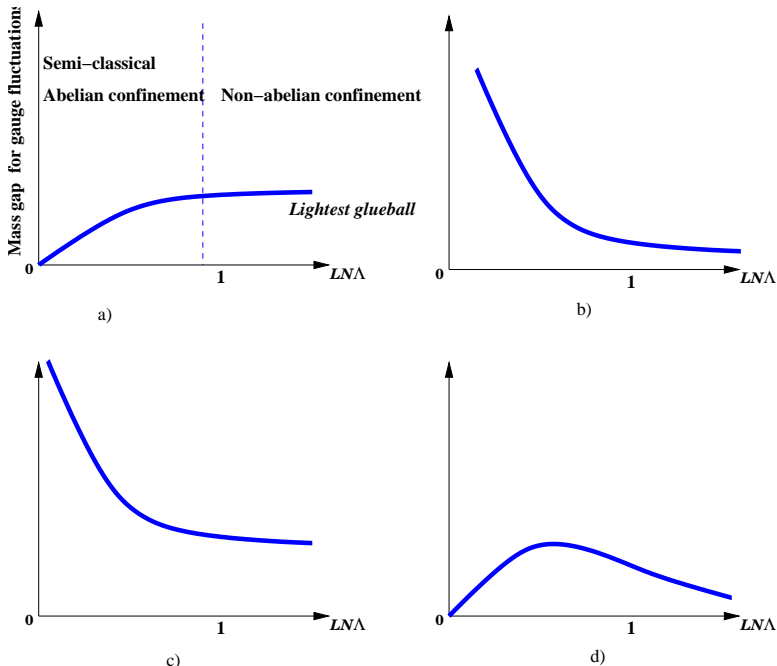 Mass gap for gauge fluctuations
Semi−classical
Abelian confinement
Non−abelian confinement
Lightest glueball
0
1
LNΛ
a)
0
1
LNΛ
b)
0
1
LNΛ
c)
0
1
LNΛ
d)